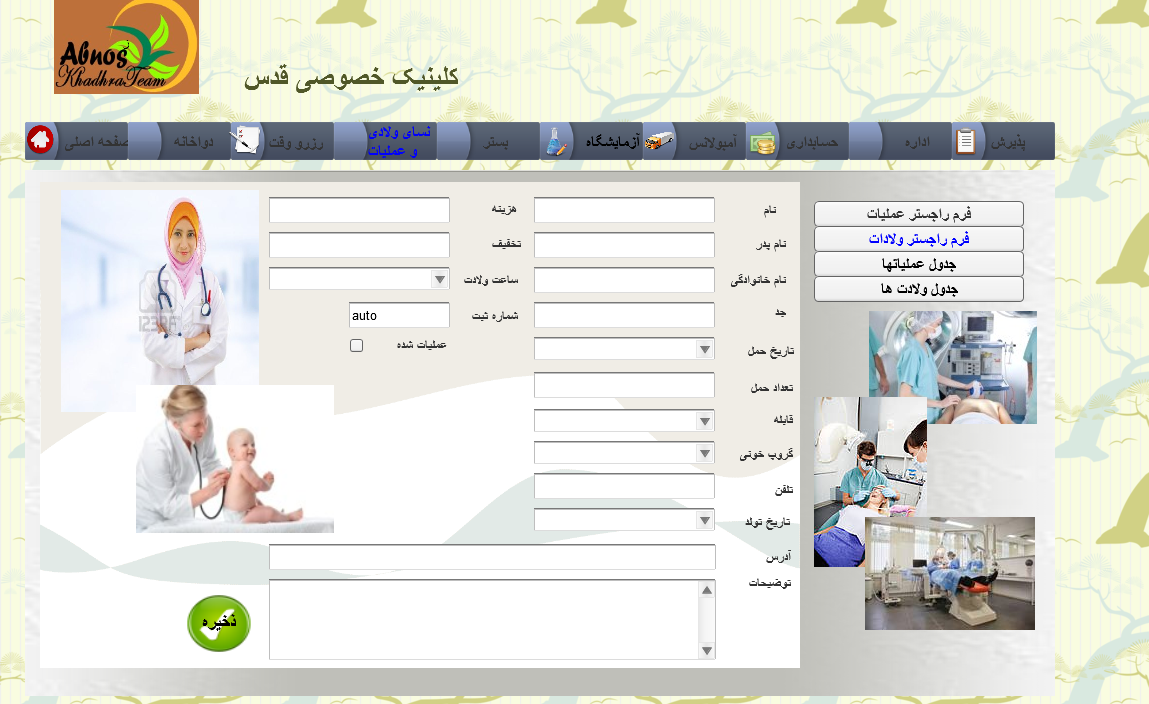 Abnos
KhadhraTeam
کلینیک خصوصی قدس
پذیرش
اداره
حسابداری
آمبولانس
آزمایشگاه
بستر
نسای ولادی
و عملیات
رزرو وقت
دواخانه
صفحه اصلی
فرم راجستر عملیات
فرم راجستر ولادات
جدول عملیاتها
جدول ولادت ها
نام
هزینه
نام پدر
تخفیف
نام خانوادگی
ساعت ولادت
جد
شماره ثبت
auto
تاریخ حمل
عملیات شده
تعداد حمل
قابله
گروپ خونی
تلفن
تاریخ تولد
آدرس
توضیحات
ذخیره
123RF